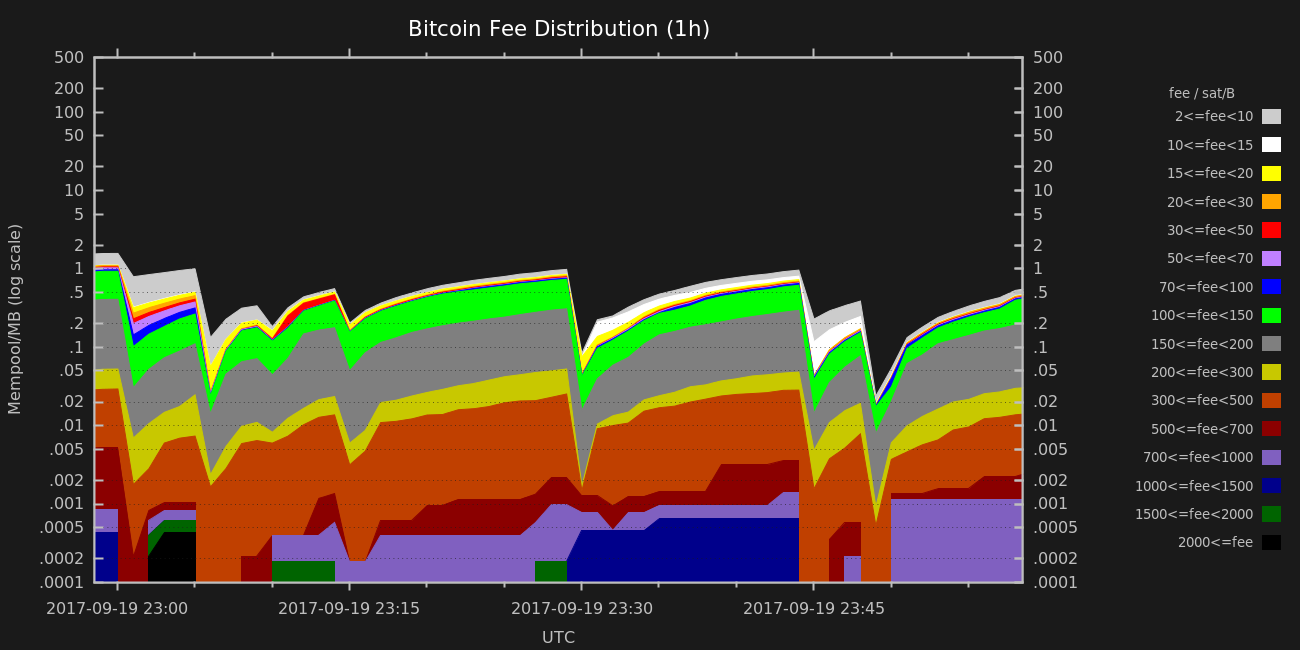 Bitcoin Fee Distribution (1h)
500
200
100
50
20
10
5
2
1
.5
.2
.1
.05
.02
.01
.005
.002
.001
.0005
.0002
.0001
Mempool/MB (log scale)
500
200
100
50
20
10
5
2
1
.5
.2
.1
.05
.02
.01
.005
.002
.001
.0005
.0002
.0001
2017-09-19 23:00
2017-09-19 23:15
2017-09-19 23:30
2017-09-19 23:45
UTC
fee / sat/B
2<=fee<10
10<=fee<15
15<=fee<20
20<=fee<30
30<=fee<50
50<=fee<70
70<=fee<100
100<=fee<150
150<=fee<200
200<=fee<300
300<=fee<500
500<=fee<700
700<=fee<1000
1000<=fee<1500
1500<=fee<2000
2000<=fee